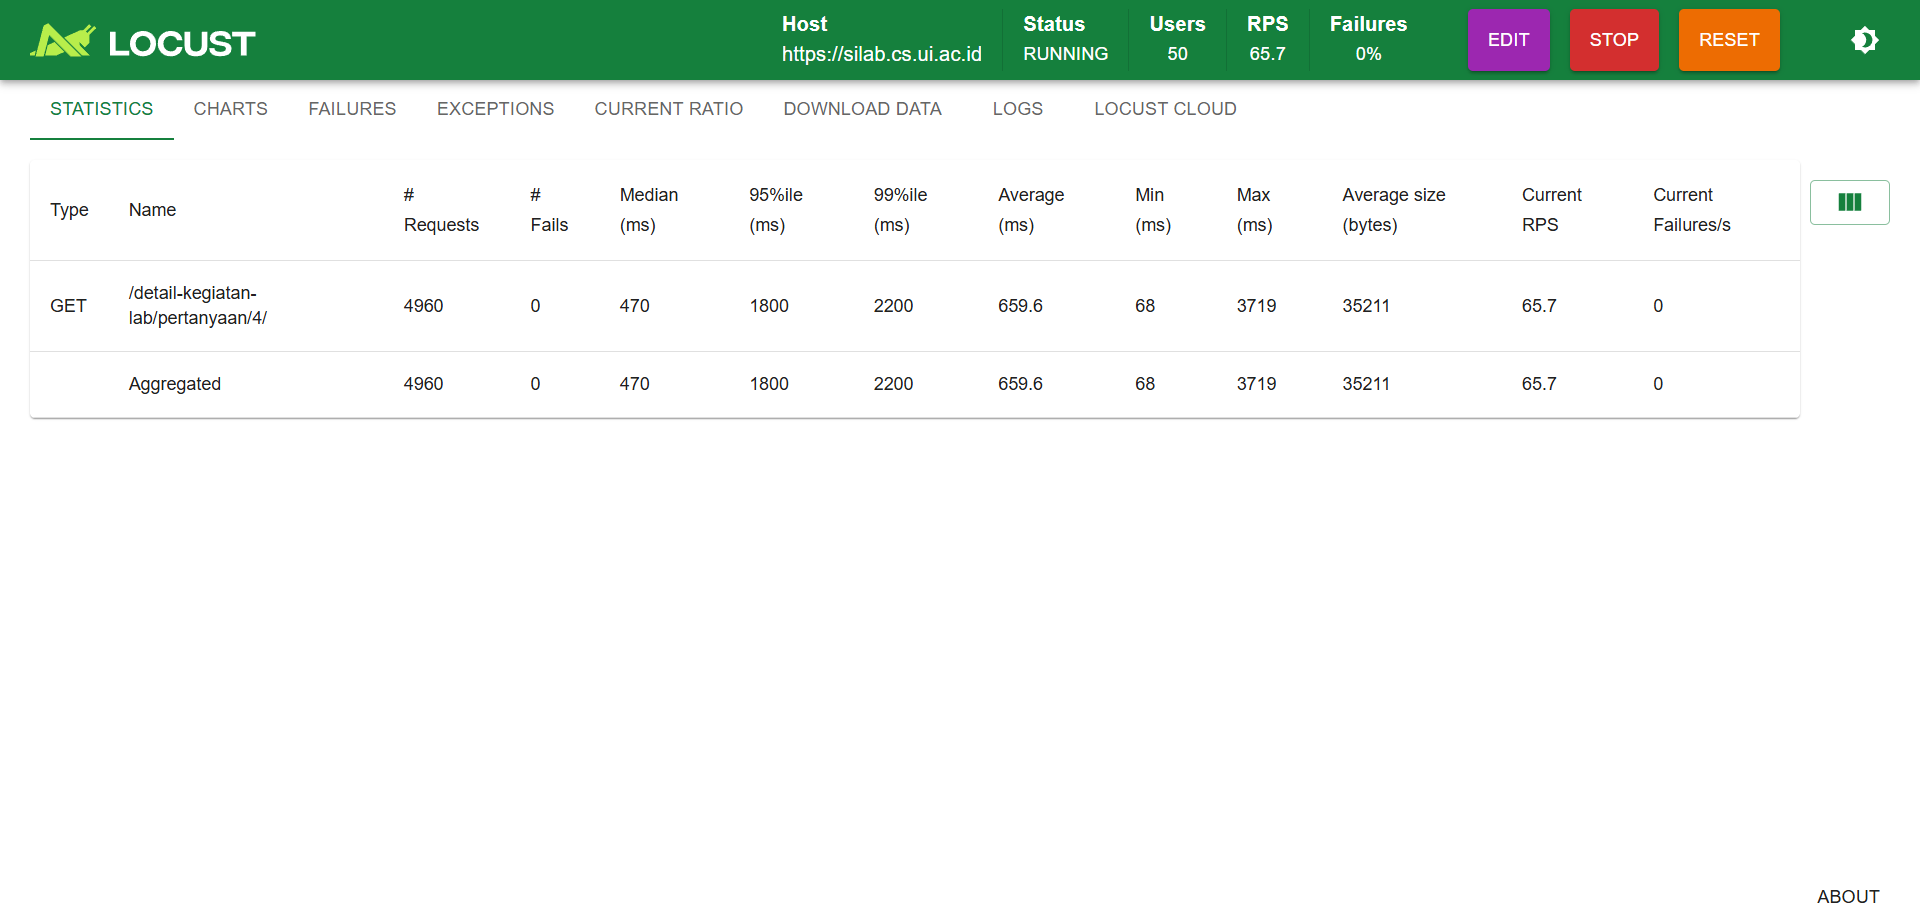 LOCUST
Host
https://silab.cs.ui.ac.id
Status
RUNNING
Users
50
RPS
65.7
Failures
0%
EDIT
STOP
RESET
STATISTICS CHARTS FAILURES EXCEPTIONS CURRENT RATIO DOWNLOAD DATA LOGS LOCUST CLOUD
Type
Name
# Requests
# Fails
Median (ms)
95%ile (ms)
99%ile (ms)
Average (ms)
Min (ms)
Max (ms)
Average size (bytes)
Current RPS
Current Failures/s
GET /detail-kegiatan-lab/pertanyaan/4/ 4960 0 470 1800 2200 659.6 68 3719 35211 65.7 0
Aggregated 4960 0 470 1800 2200 659.6 68 3719 35211 65.7 0
ABOUT